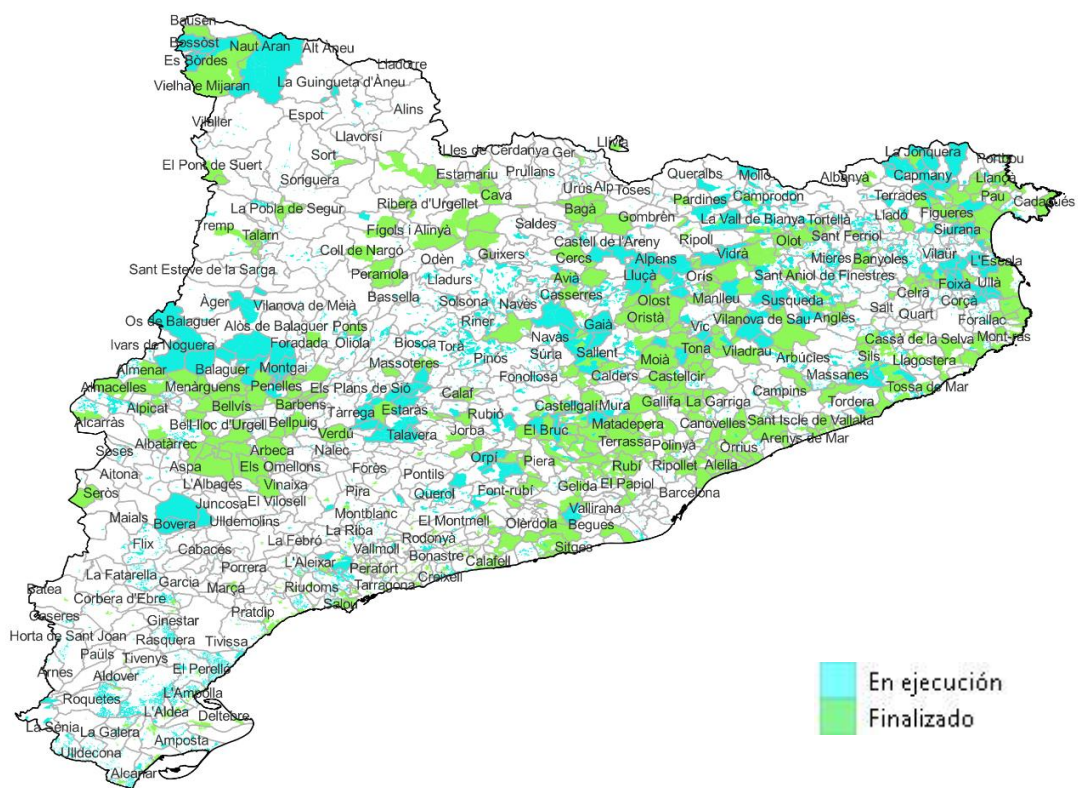 Bausen
Bossòst
Naut Aran
Alt Àneu
Es Bòrdes
Lladorre
Vielha e Mijaran
La Guingueta d'Àneu
Alins
Espot
Vilaller
Llavorsí
Sort
El Pont de Suert
Soriguera
Lles de Cerdanya
Ger
Llívia
Estamariu
Prullans
Cava
Urús
Alp
Toses
Queralbs
Molló
La Jonquera
Portbou
Capmany
Albanyà
Llançà
Pardines
Camprodon
Terrades
Pau
Cadaqués
La Pobla de Segur
Ribera d'Urgellet
Bagà
Gombrèn
La Vall de Bianya
Tortellà
Lladó
Figueres
Tremp
Talarn
Fígols i Alinyà
Saldes
Siurana
Coll de Nargó
Castell de l'Areny
Ripoll
Olot
Sant Ferriol
Odèn
Guixers
Cercs
Alpens
Vidrà
Mieres
Banyoles
Vilaür
L'Escala
Sant Esteve de la Sarga
Peramola
Lladurs
Avià
Lluçà
Orís
Sant Aniol de Finestres
Foixà
Ullà
Bassella
Solsona
Navès
Casserres
Olost
Manlleu
Susqueda
Celrà
Corçà
Àger
Vilanova de Meià
Salt
Quart
Os de Balaguer
Alòs de Balaguer
Ponts
Riner
Gaià
Oristà
Vilanova de Sau
Anglès
Forallac
Ivars de Noguera
Foradada
Oliola
Biosca
Torà
Navàs
Vic
Cassà de la Selva
Mont-ras
Almenar
Balaguer
Montgai
Massoteres
Pinós
Súria
Sallent
Moià
Tona
Viladrau
Arbúcies
Sils
Llagostera
Almacelles
Menàrguens
Penelles
Els Plans de Sió
Fonollosa
Calders
Castellcir
Massanes
Tossa de Mar
Alpicat
Bellvís
Barbens
Tàrrega
Estaràs
Calaf
Campins
Alcarràs
Bell-lloc d'Urgell
Bellpuig
Verdú
Talavera
Rubió
Castellgalí
Mura
Gallifa
La Garriga
Tordera
Albatàrrec
Jorba
El Bruc
Matadepera
Canovelles
Sant Iscle de Vallalta
Soses
Arbeca
Nalec
Terrassa
Polinyà
Òrrius
Arenys de Mar
Aitona
Aspa
Els Omellons
Forès
Pontils
Orpí
Piera
Rubí
Ripollet
Alella
Seròs
L'Albagés
Vinaixa
Pira
Querol
Font-rubí
Gelida
El Papiol
Barcelona
Maials
Juncosa
El Vilosell
Montblanc
Vallirana
Bovera
Ulldemolins
La Riba
El Montmell
Olèrdola
Begues
Flix
La Febró
Vallmoll
Rodonyà
Cabacés
L'Aleixar
Bonastre
Calafell
Sitges
La Fatarella
Porrera
Perafort
Garcia
Marçà
Riudoms
Tarragona
Creixell
Batea
Corbera d'Ebre
Salou
Caseres
Ginestar
Pratdip
Horta de Sant Joan
Rasquera
Tivissa
Paüls
Tivenys
Arnes
Aldover
El Perelló
Roquetes
L'Ampolla
L'Aldea
Deltebre
La Sénia
La Galera
Amposta
Ulldecona
Alcanar
En ejecución
Finalizado